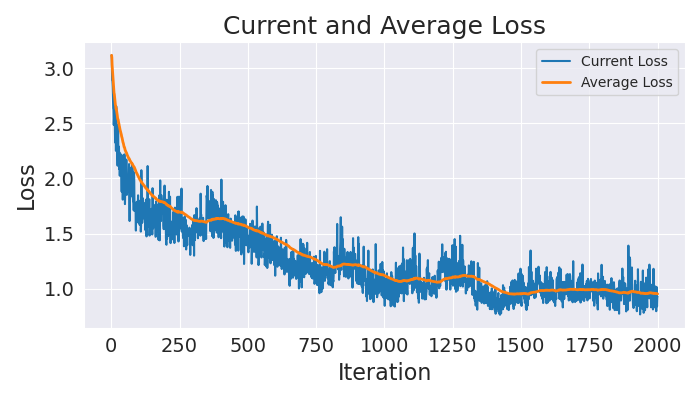 Current and Average Loss
Current Loss
Average Loss
3.0
2.5
2.0
1.5
1.0
Loss
0 250 500 750 1000 1250 1500 1750 2000
Iteration